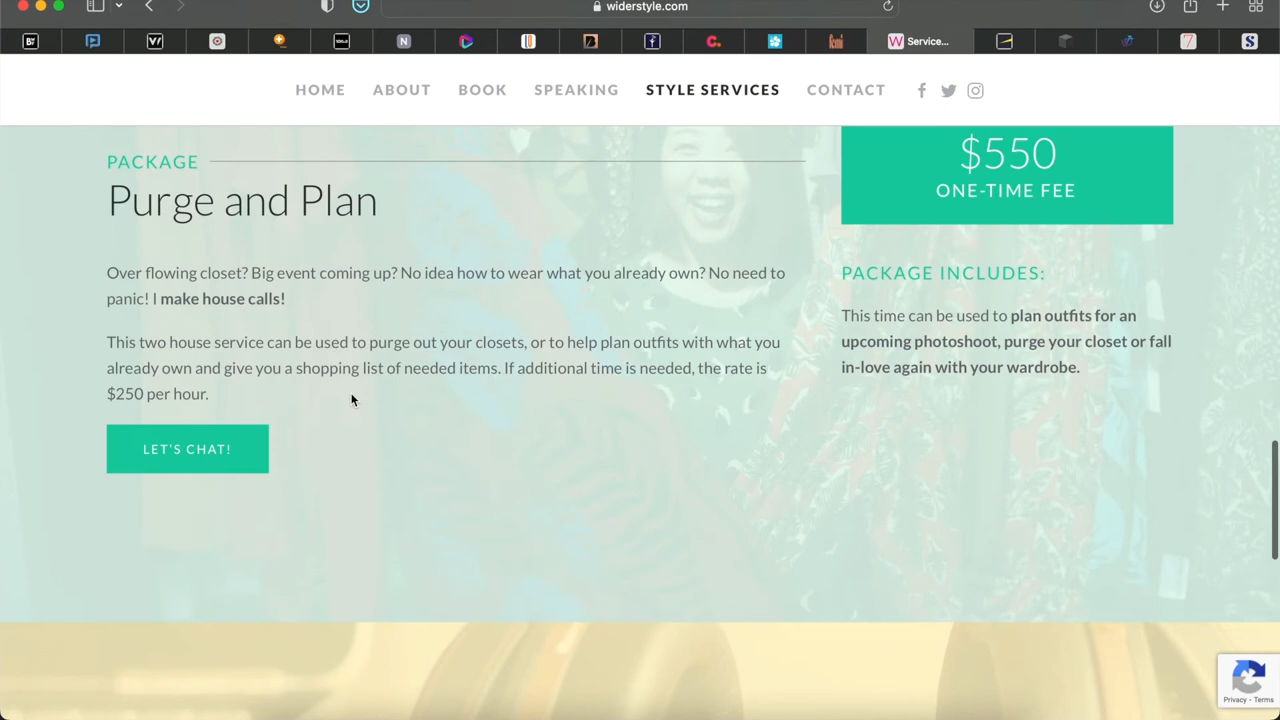 widerstyle.com
Service...
HOME ABOUT BOOK SPEAKING STYLE SERVICES CONTACT
PACKAGE
Purge and Plan
Over flowing closet? Big event coming up? No idea how to wear what you already own? No need to
panic! I make house calls!
This two house service can be used to purge out your closets, or to help plan outfits with what you
already own and give you a shopping list of needed items. If additional time is needed, the rate is
$250 per hour.
LET'S CHAT!
$550
ONE-TIME FEE
PACKAGE INCLUDES:
This time can be used to plan outfits for an
upcoming photoshoot, purge your closet or fall
in-love again with your wardrobe.
Privacy - Terms